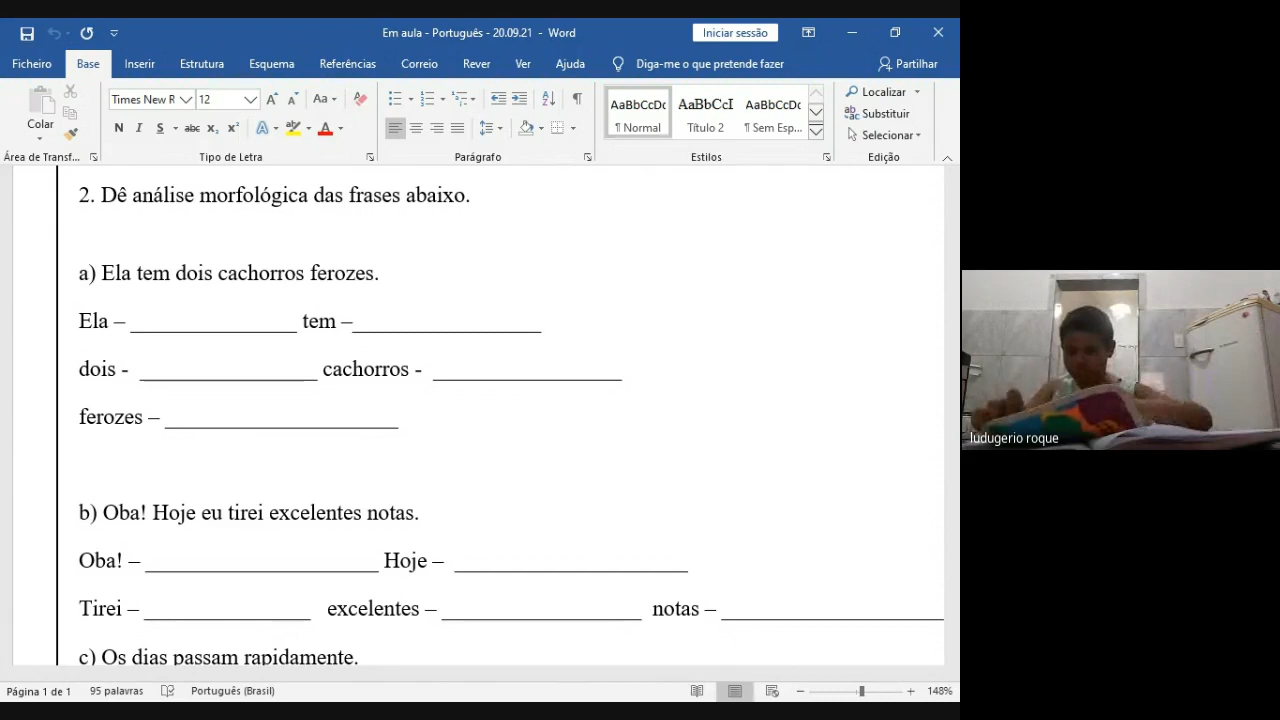 Em aula - Português - 20.09.21 - Word
Iniciar sessão
Ficheiro Base Inserir Estrutura Esquema Referências Correio Rever Ver Ajuda Diga-me o que pretende fazer Partilhar
Colar
Times New R 12 Aa
N I S abc x₂ x² A A
AaBbCcDc AaBbCcI AaBbCcDc
¶ Normal Título 2 ¶ Sem Esp...
Localizar
Substituir
Selecionar
Área de Transf... Tipo de Letra Parágrafo Estilos Edição
2. Dê análise morfológica das frases abaixo.
a) Ela tem dois cachorros ferozes.
Ela – _______________ tem –_________________
dois - ________________ cachorros - _________________
ferozes – _____________________
b) Oba! Hoje eu tirei excelentes notas.
Oba! – _____________________ Hoje – _____________________
Tirei – _______________ excelentes – __________________ notas – ____________________
c) Os dias passam rapidamente.
ludugerio roque
Página 1 de 1 95 palavras Português (Brasil) 148%